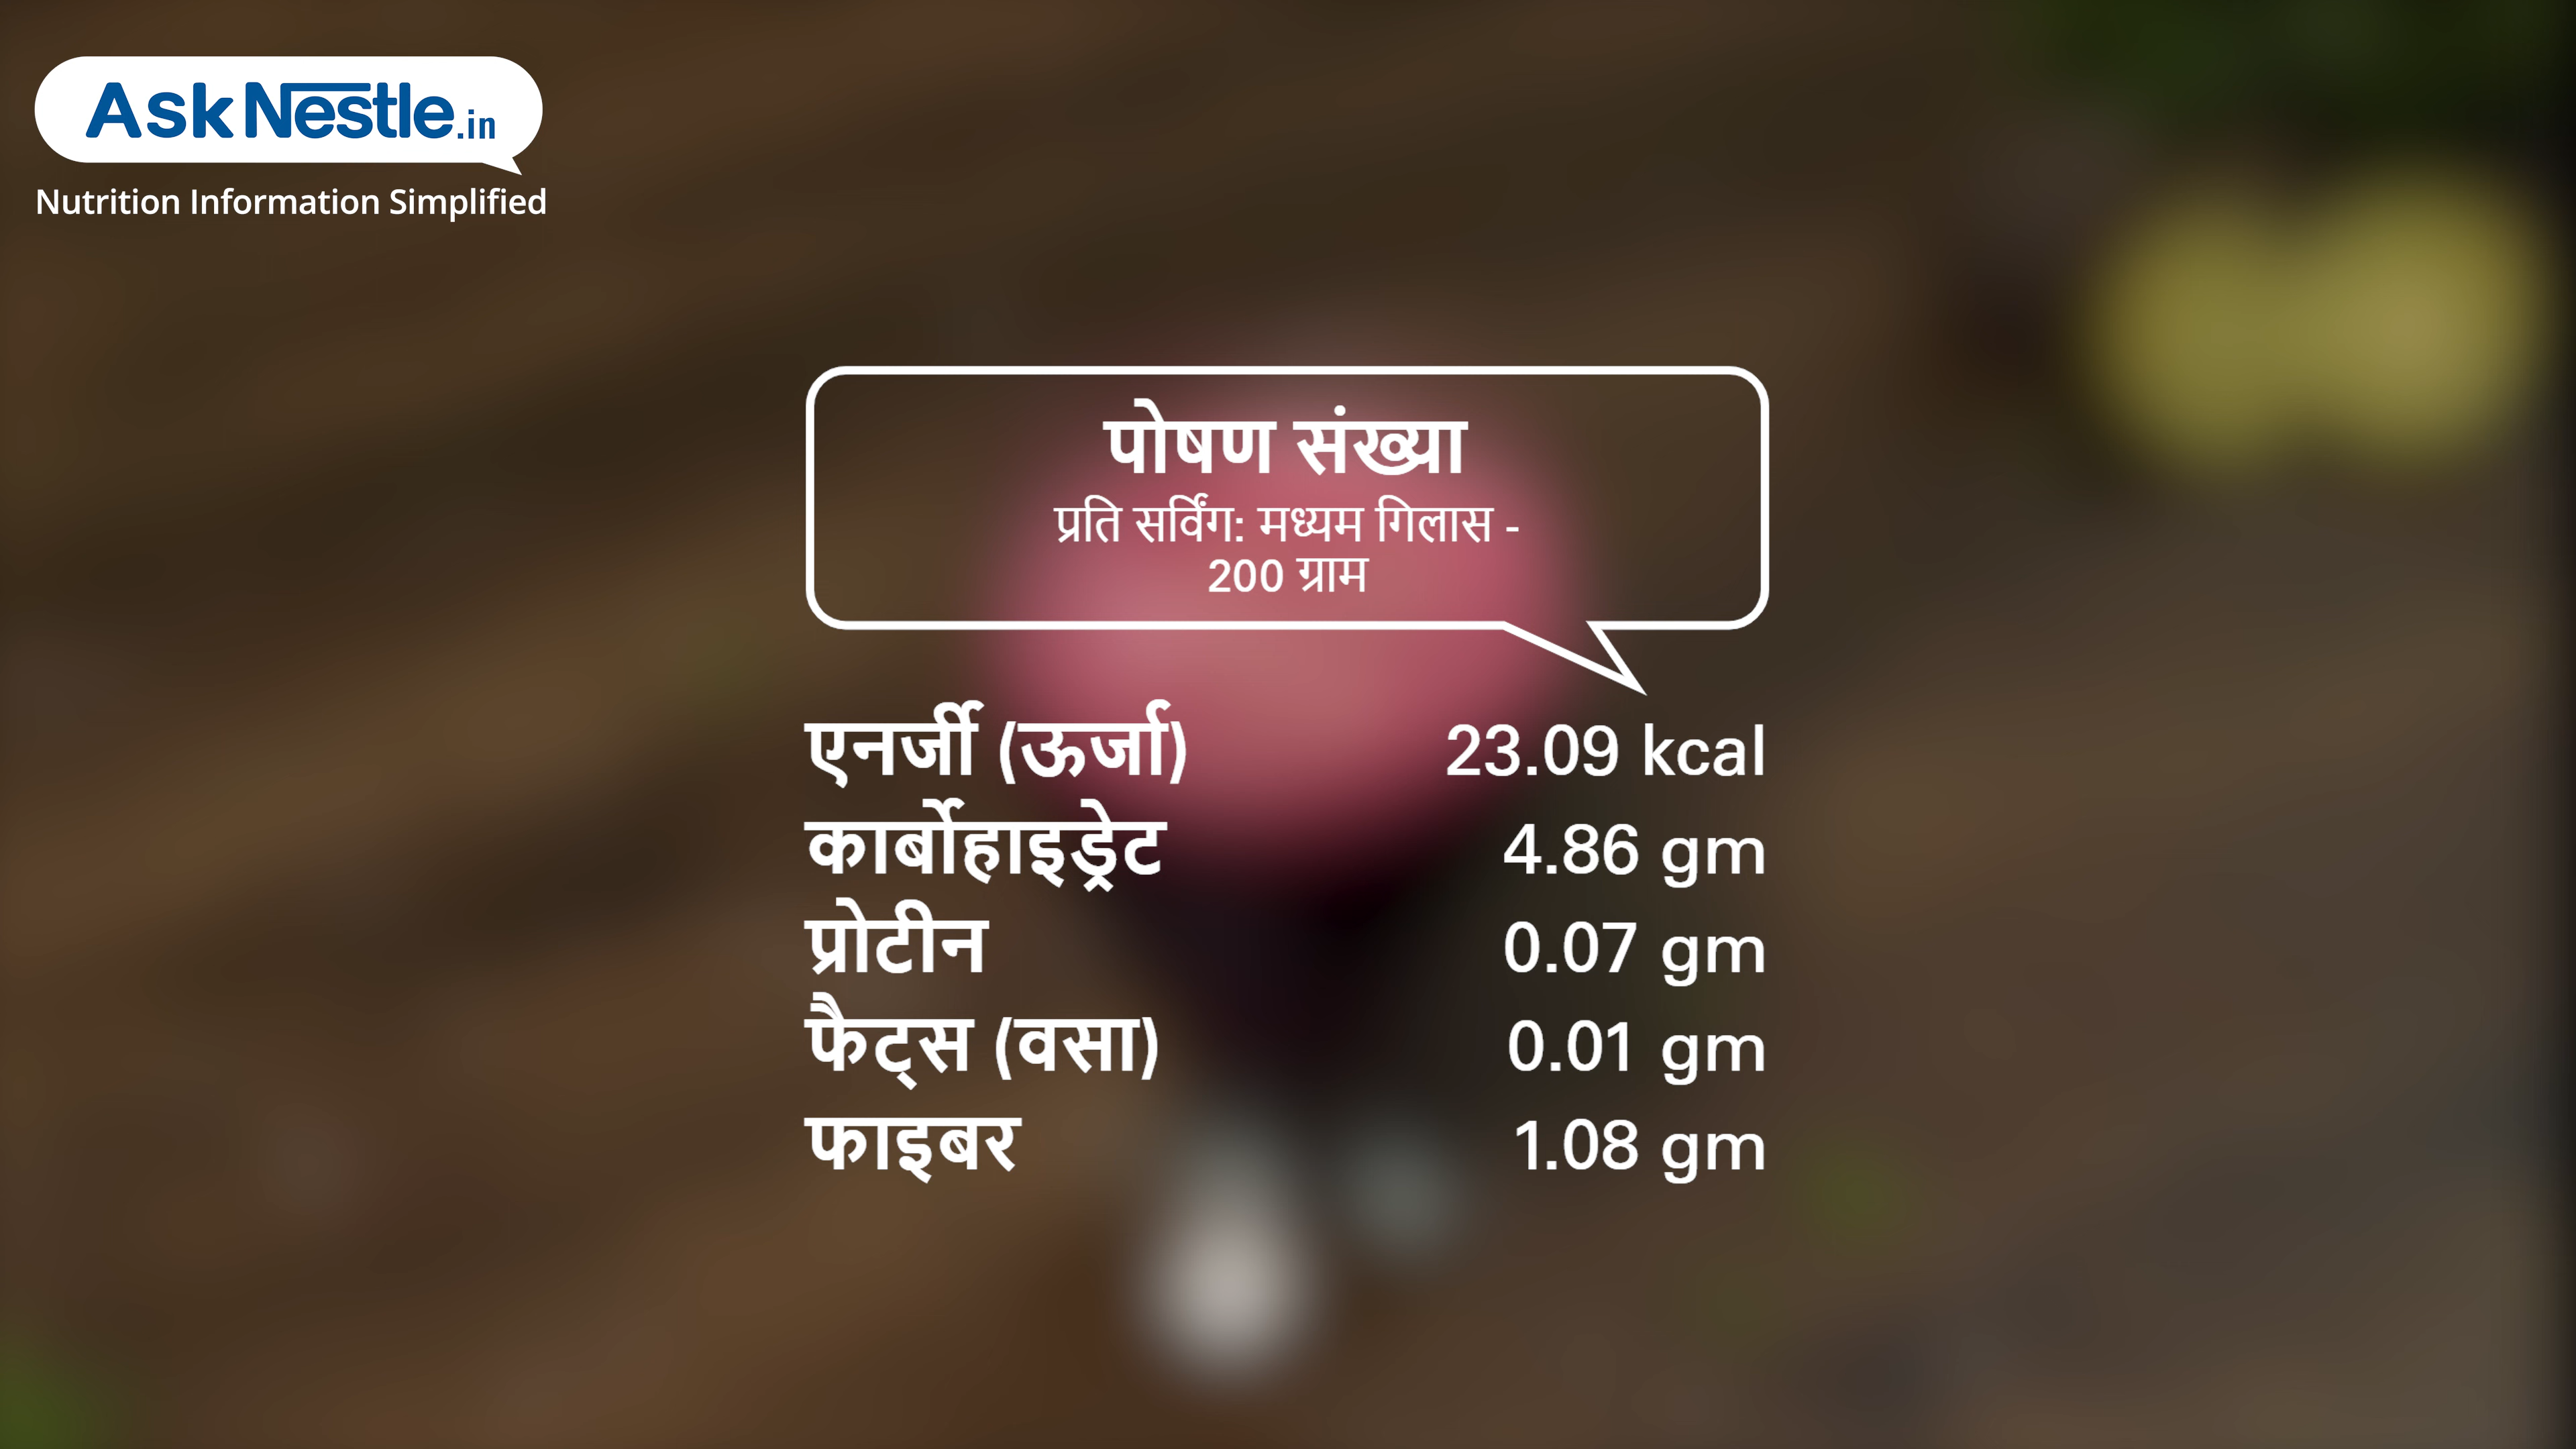 AskNestle.in
Nutrition Information Simplified
पोषण संख्या
प्रति सर्विंग: मध्यम गिलास -
200 ग्राम
एनर्जी (ऊर्जा) 23.09 kcal
कार्बोहाइड्रेट 4.86 gm
प्रोटीन 0.07 gm
फैट्स (वसा) 0.01 gm
फाइबर 1.08 gm